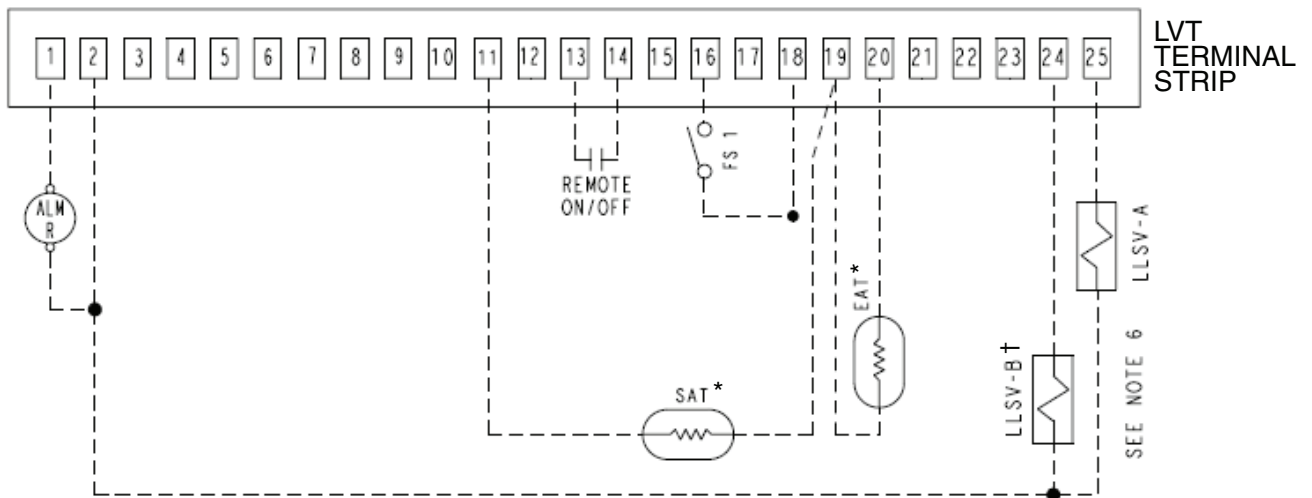 1 2 3 4 5 6 7 8 9 10 11 12 13 14 15 16 17 18 19 20 21 22 23 24 25
LVT
TERMINAL
STRIP
ALM
R
REMOTE
ON/OFF
FS 1
SAT*
EAT*
LLSV-B†
LLSV-A
SEE NOTE 6